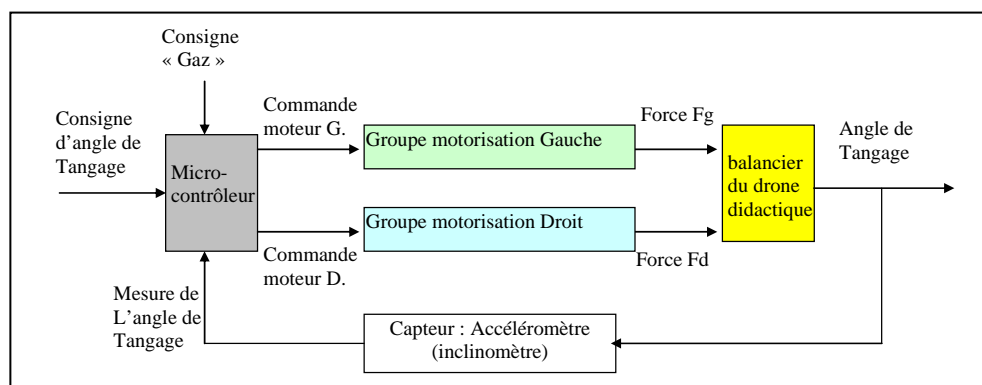 Consigne
« Gaz »
Consigne
d'angle de
Tangage
Micro-
contrôleur
Commande
moteur G.
Groupe motorisation Gauche
Force Fg
balancier
du drone
didactique
Angle de
Tangage
Groupe motorisation Droit
Commande
moteur D.
Force Fd
Mesure de
L'angle de
Tangage
Capteur : Accéléromètre
(inclinomètre)